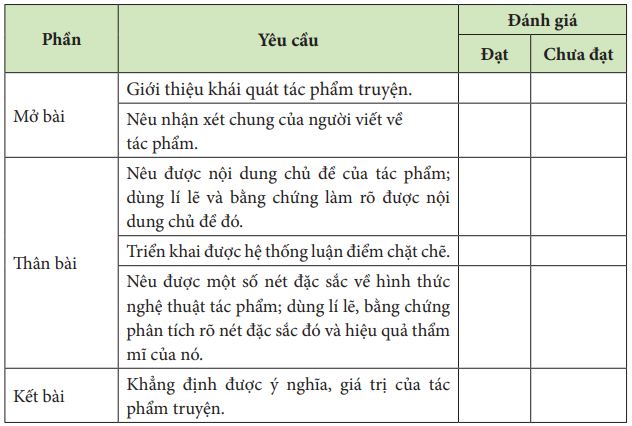 Phần
Yêu cầu
Đánh giá
Đạt
Chưa đạt
Mở bài
Giới thiệu khái quát tác phẩm truyện.
Nêu nhận xét chung của người viết về
tác phẩm.
Thân bài
Nêu được nội dung chủ đề của tác phẩm;
dùng lí lẽ và bằng chứng làm rõ được nội
dung chủ đề đó.
Triển khai được hệ thống luận điểm chặt chẽ.
Nêu được một số nét đặc sắc về hình thức
nghệ thuật tác phẩm; dùng lí lẽ, bằng chứng
phân tích rõ nét đặc sắc đó và hiệu quả thẩm
mĩ của nó.
Kết bài
Khẳng định được ý nghĩa, giá trị của tác
phẩm truyện.